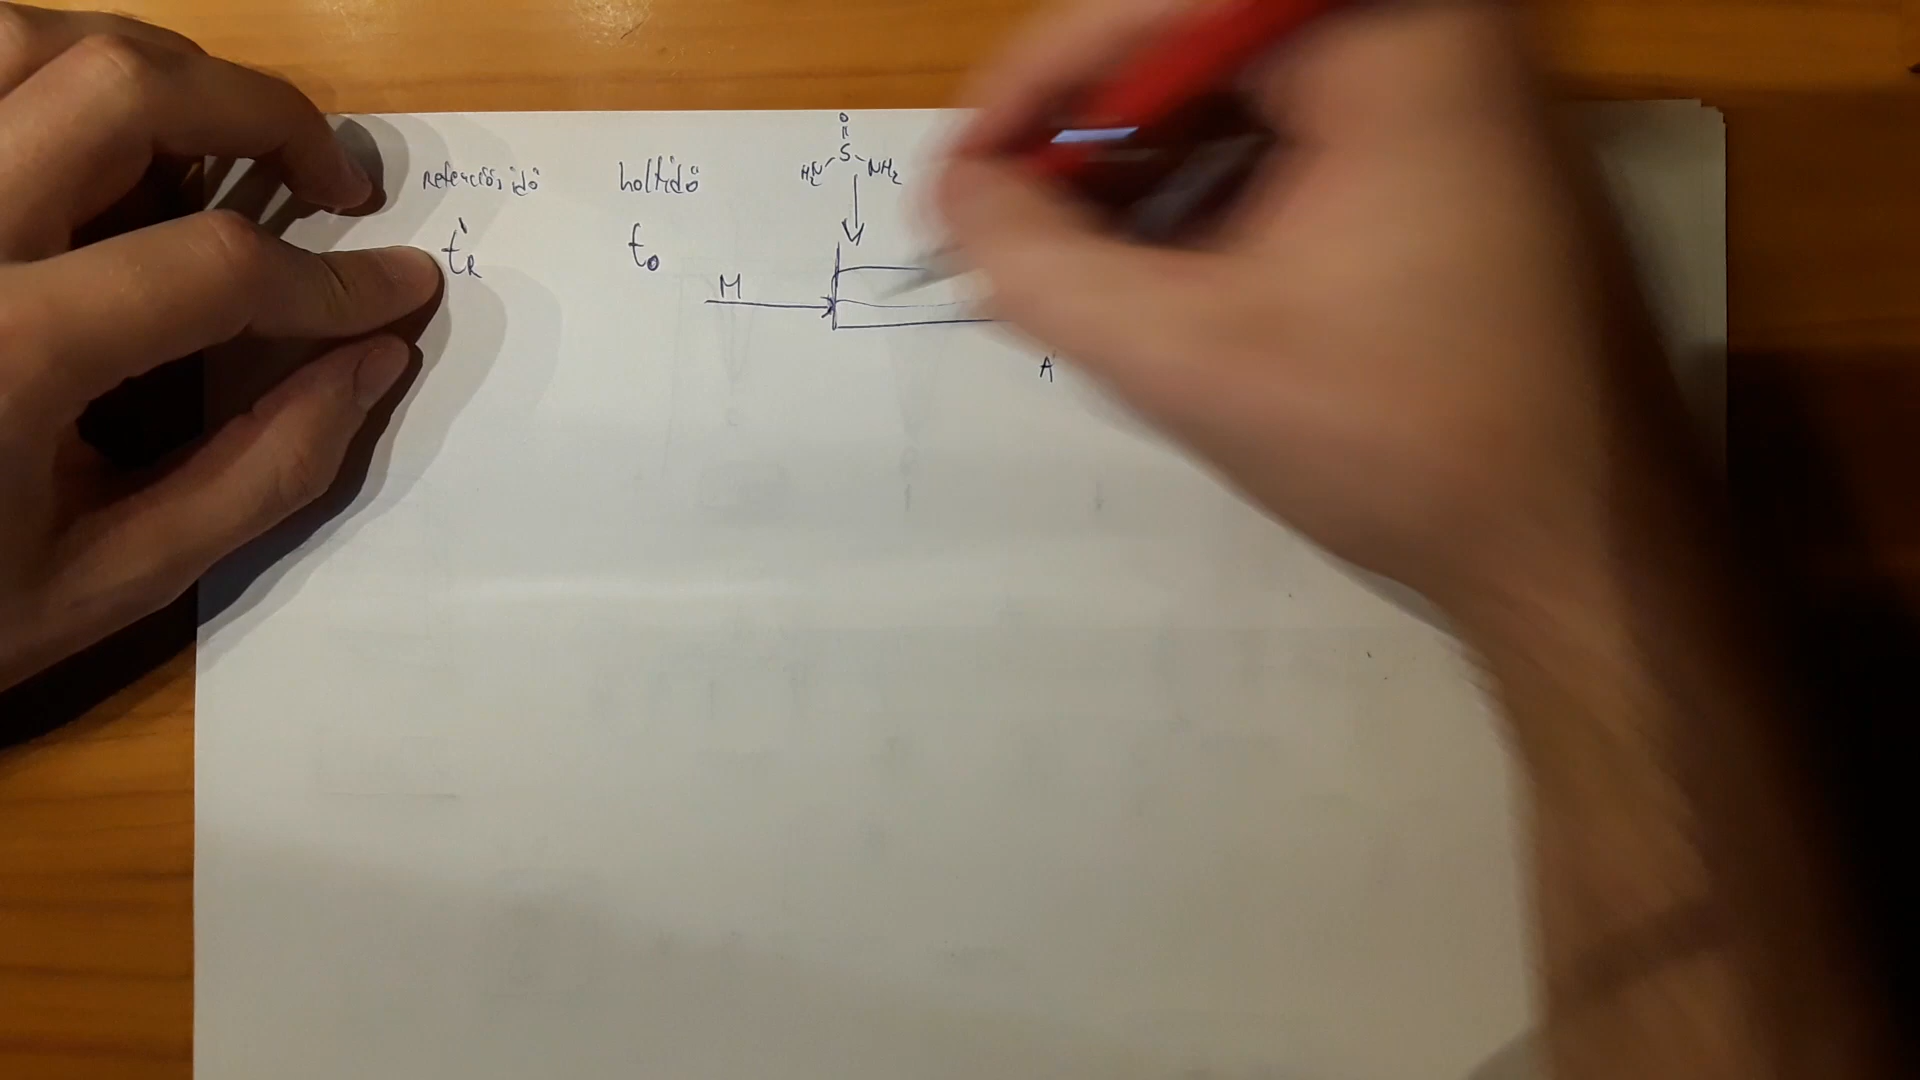 retenciós idő holtidő
t'R t0
O
||
S
H2N NH2
M
A